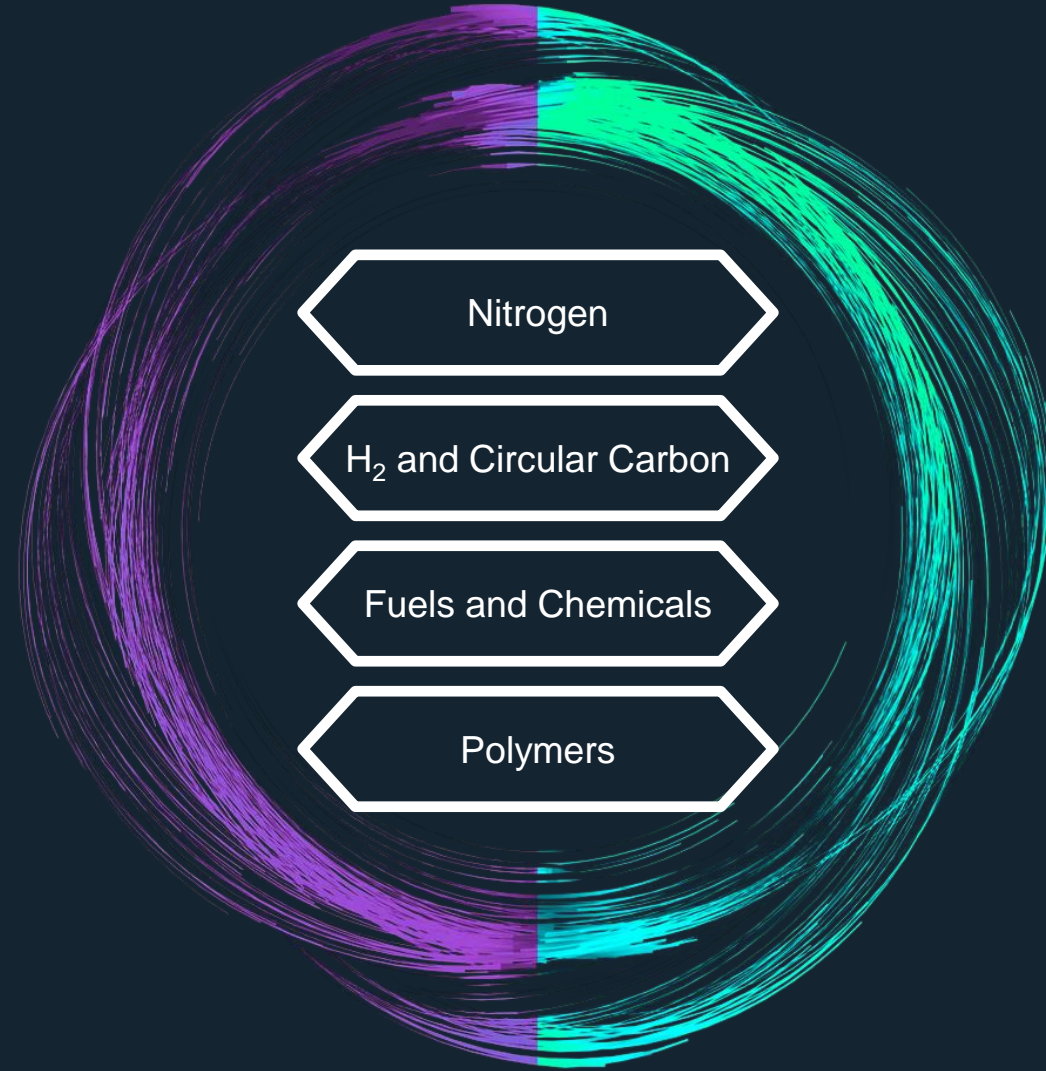 Nitrogen
H₂ and Circular Carbon
Fuels and Chemicals
Polymers